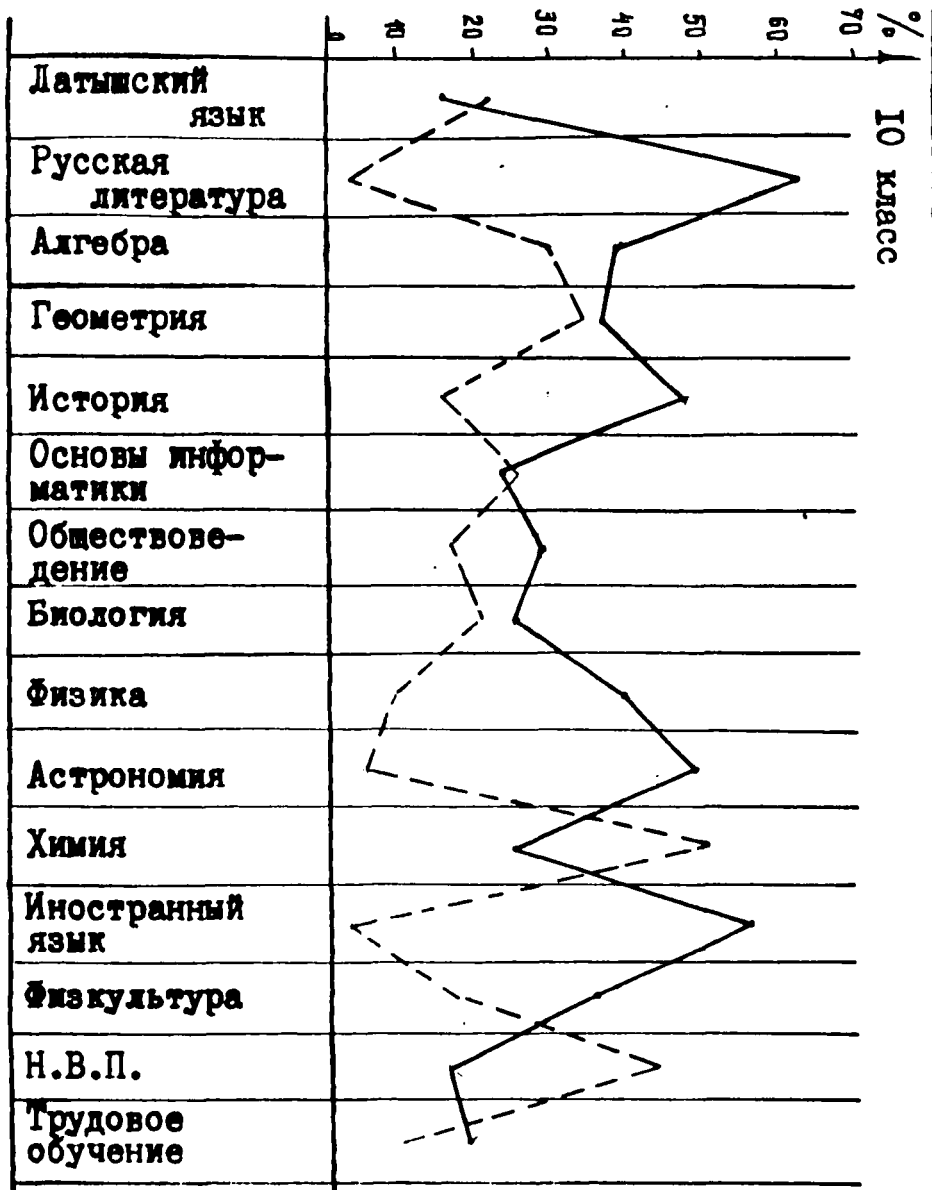 %
0 10 20 30 40 50 60 70
10 класс
Латышский
язык
Русская
литература
Алгебра
Геометрия
История
Основы инфор-
матики
Обществове-
дение
Биология
Физика
Астрономия
Химия
Иностранный
язык
Физкультура
Н.В.П.
Трудовое
обучение